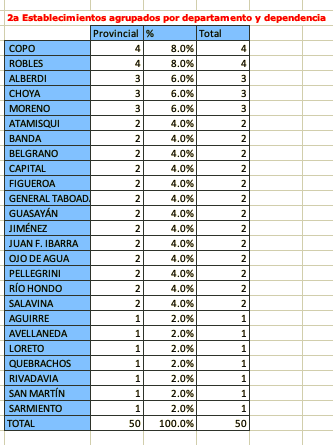 2a Establecimientos agrupados por departamento y dependencia
Provincial % Total
COPO 4 8.0% 4
ROBLES 4 8.0% 4
ALBERDI 3 6.0% 3
CHOYA 3 6.0% 3
MORENO 3 6.0% 3
ATAMISQUI 2 4.0% 2
BANDA 2 4.0% 2
BELGRANO 2 4.0% 2
CAPITAL 2 4.0% 2
FIGUEROA 2 4.0% 2
GENERAL TABOAD 2 4.0% 2
GUASAYÁN 2 4.0% 2
JIMÉNEZ 2 4.0% 2
JUAN F. IBARRA 2 4.0% 2
OJO DE AGUA 2 4.0% 2
PELLEGRINI 2 4.0% 2
RÍO HONDO 2 4.0% 2
SALAVINA 2 4.0% 2
AGUIRRE 1 2.0% 1
AVELLANEDA 1 2.0% 1
LORETO 1 2.0% 1
QUEBRACHOS 1 2.0% 1
RIVADAVIA 1 2.0% 1
SAN MARTÍN 1 2.0% 1
SARMIENTO 1 2.0% 1
TOTAL 50 100.0% 50